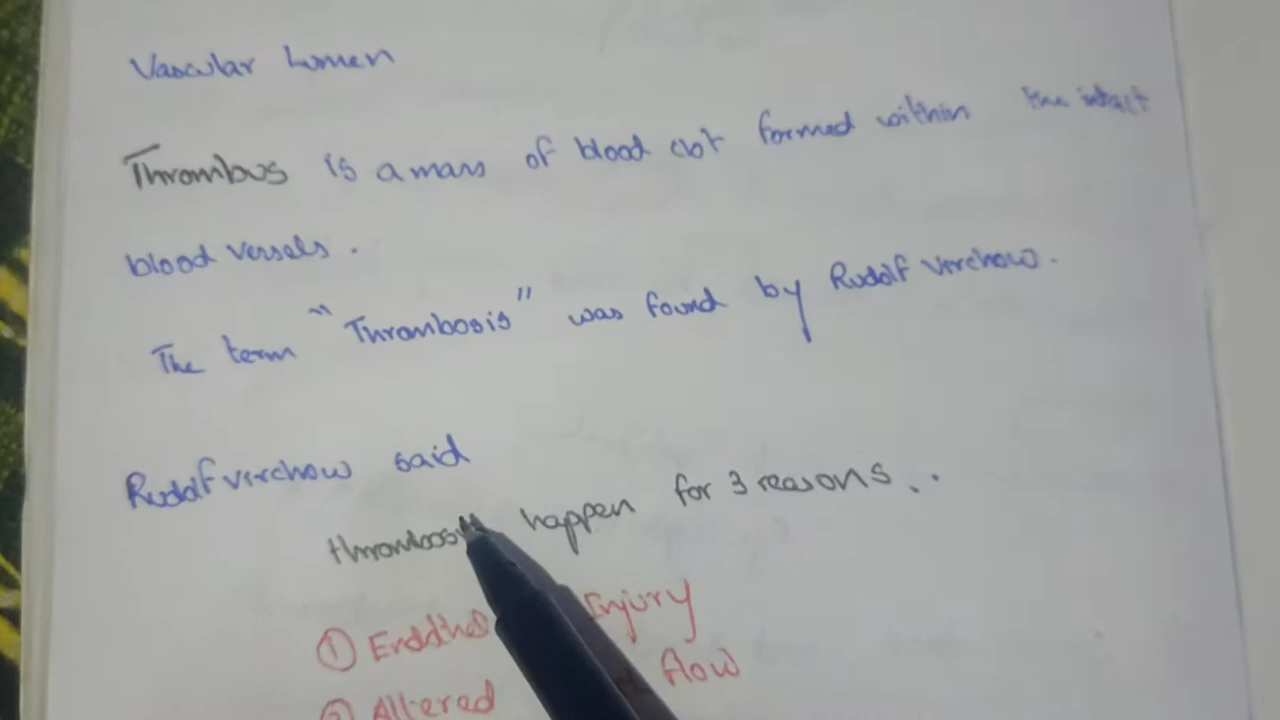 Vascular Lumen
Thrombus is a mass of blood clot formed within the intact
blood vessels.
The term "Thrombosis" was found by Rudolf virchow.
Rudolf virchow said
thrombosis happen for 3 reasons..
① Injury
② Altered flow